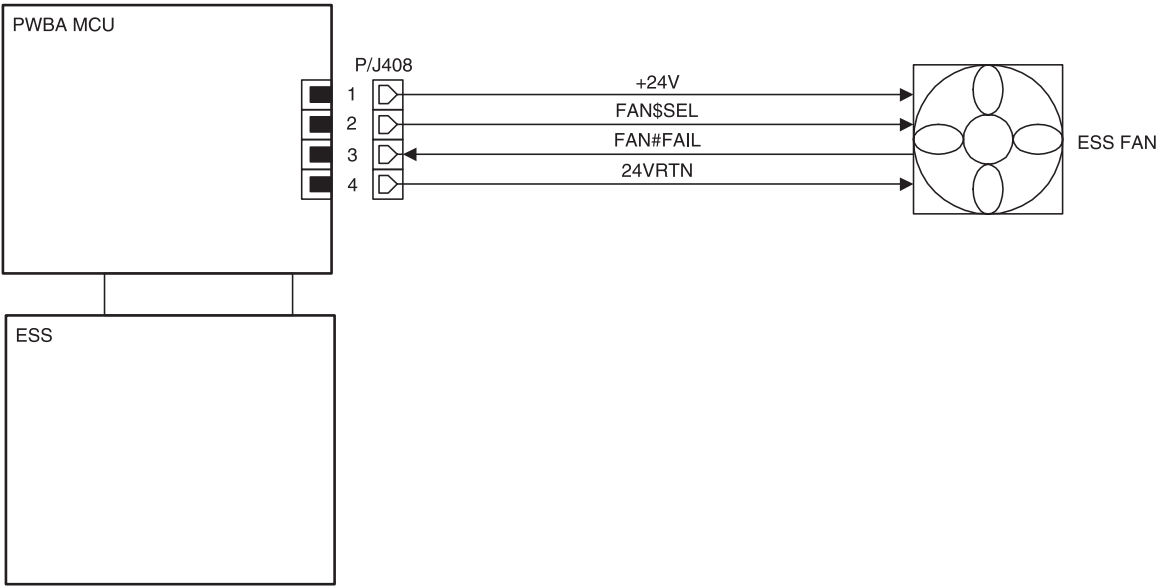 PWBA MCU
P/J408
1
+24V
2
FAN$SEL
3
FAN#FAIL
4
24VRTN
ESS FAN
ESS